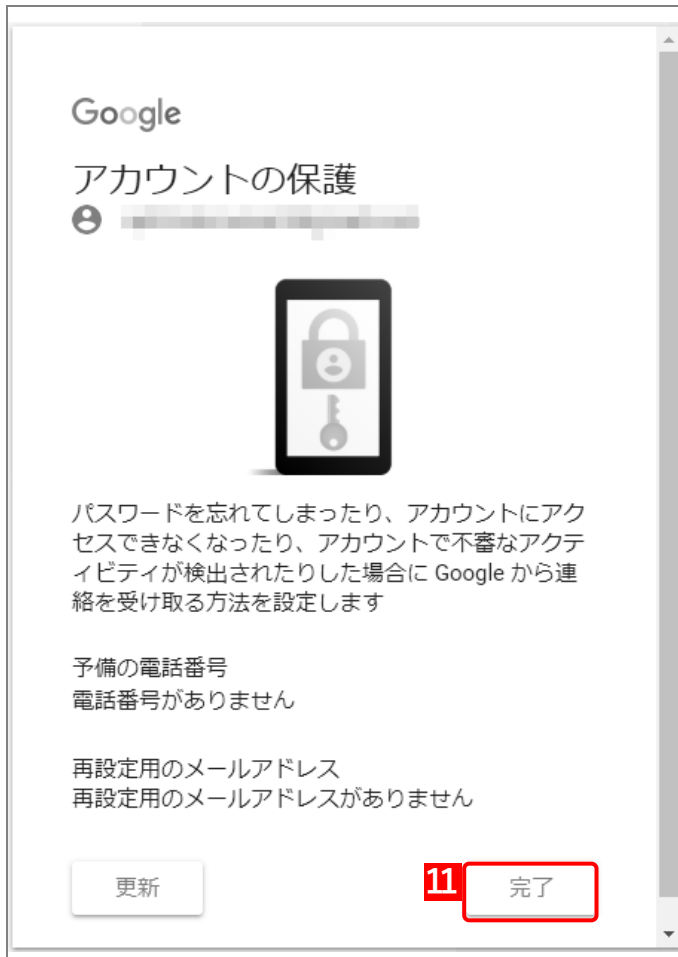 Google
アカウントの保護
パスワードを忘れてしまったり、アカウントにアク
セスできなくなったり、アカウントで不審なアクテ
ィビティが検出されたりした場合に Google から連
絡を受け取る方法を設定します
予備の電話番号
電話番号がありません
再設定用のメールアドレス
再設定用のメールアドレスがありません
更新
11
完了